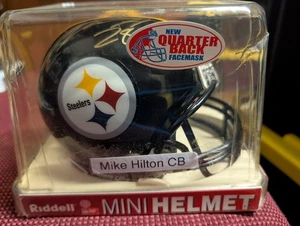 NEW
QUARTER
BACK
FACEMASK
Steelers
Mike Hilton CB
Riddell
MINI HELMET